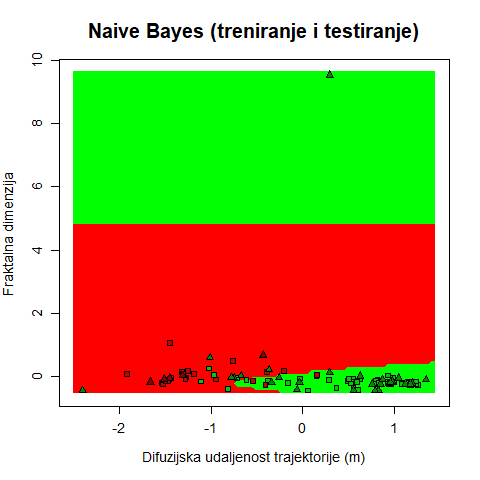 Naive Bayes (treniranje i testiranje)
10
8
6
4
2
0
Fraktalna dimenzija
-2 -1 0 1
Difuzijska udaljenost trajektorije (m)